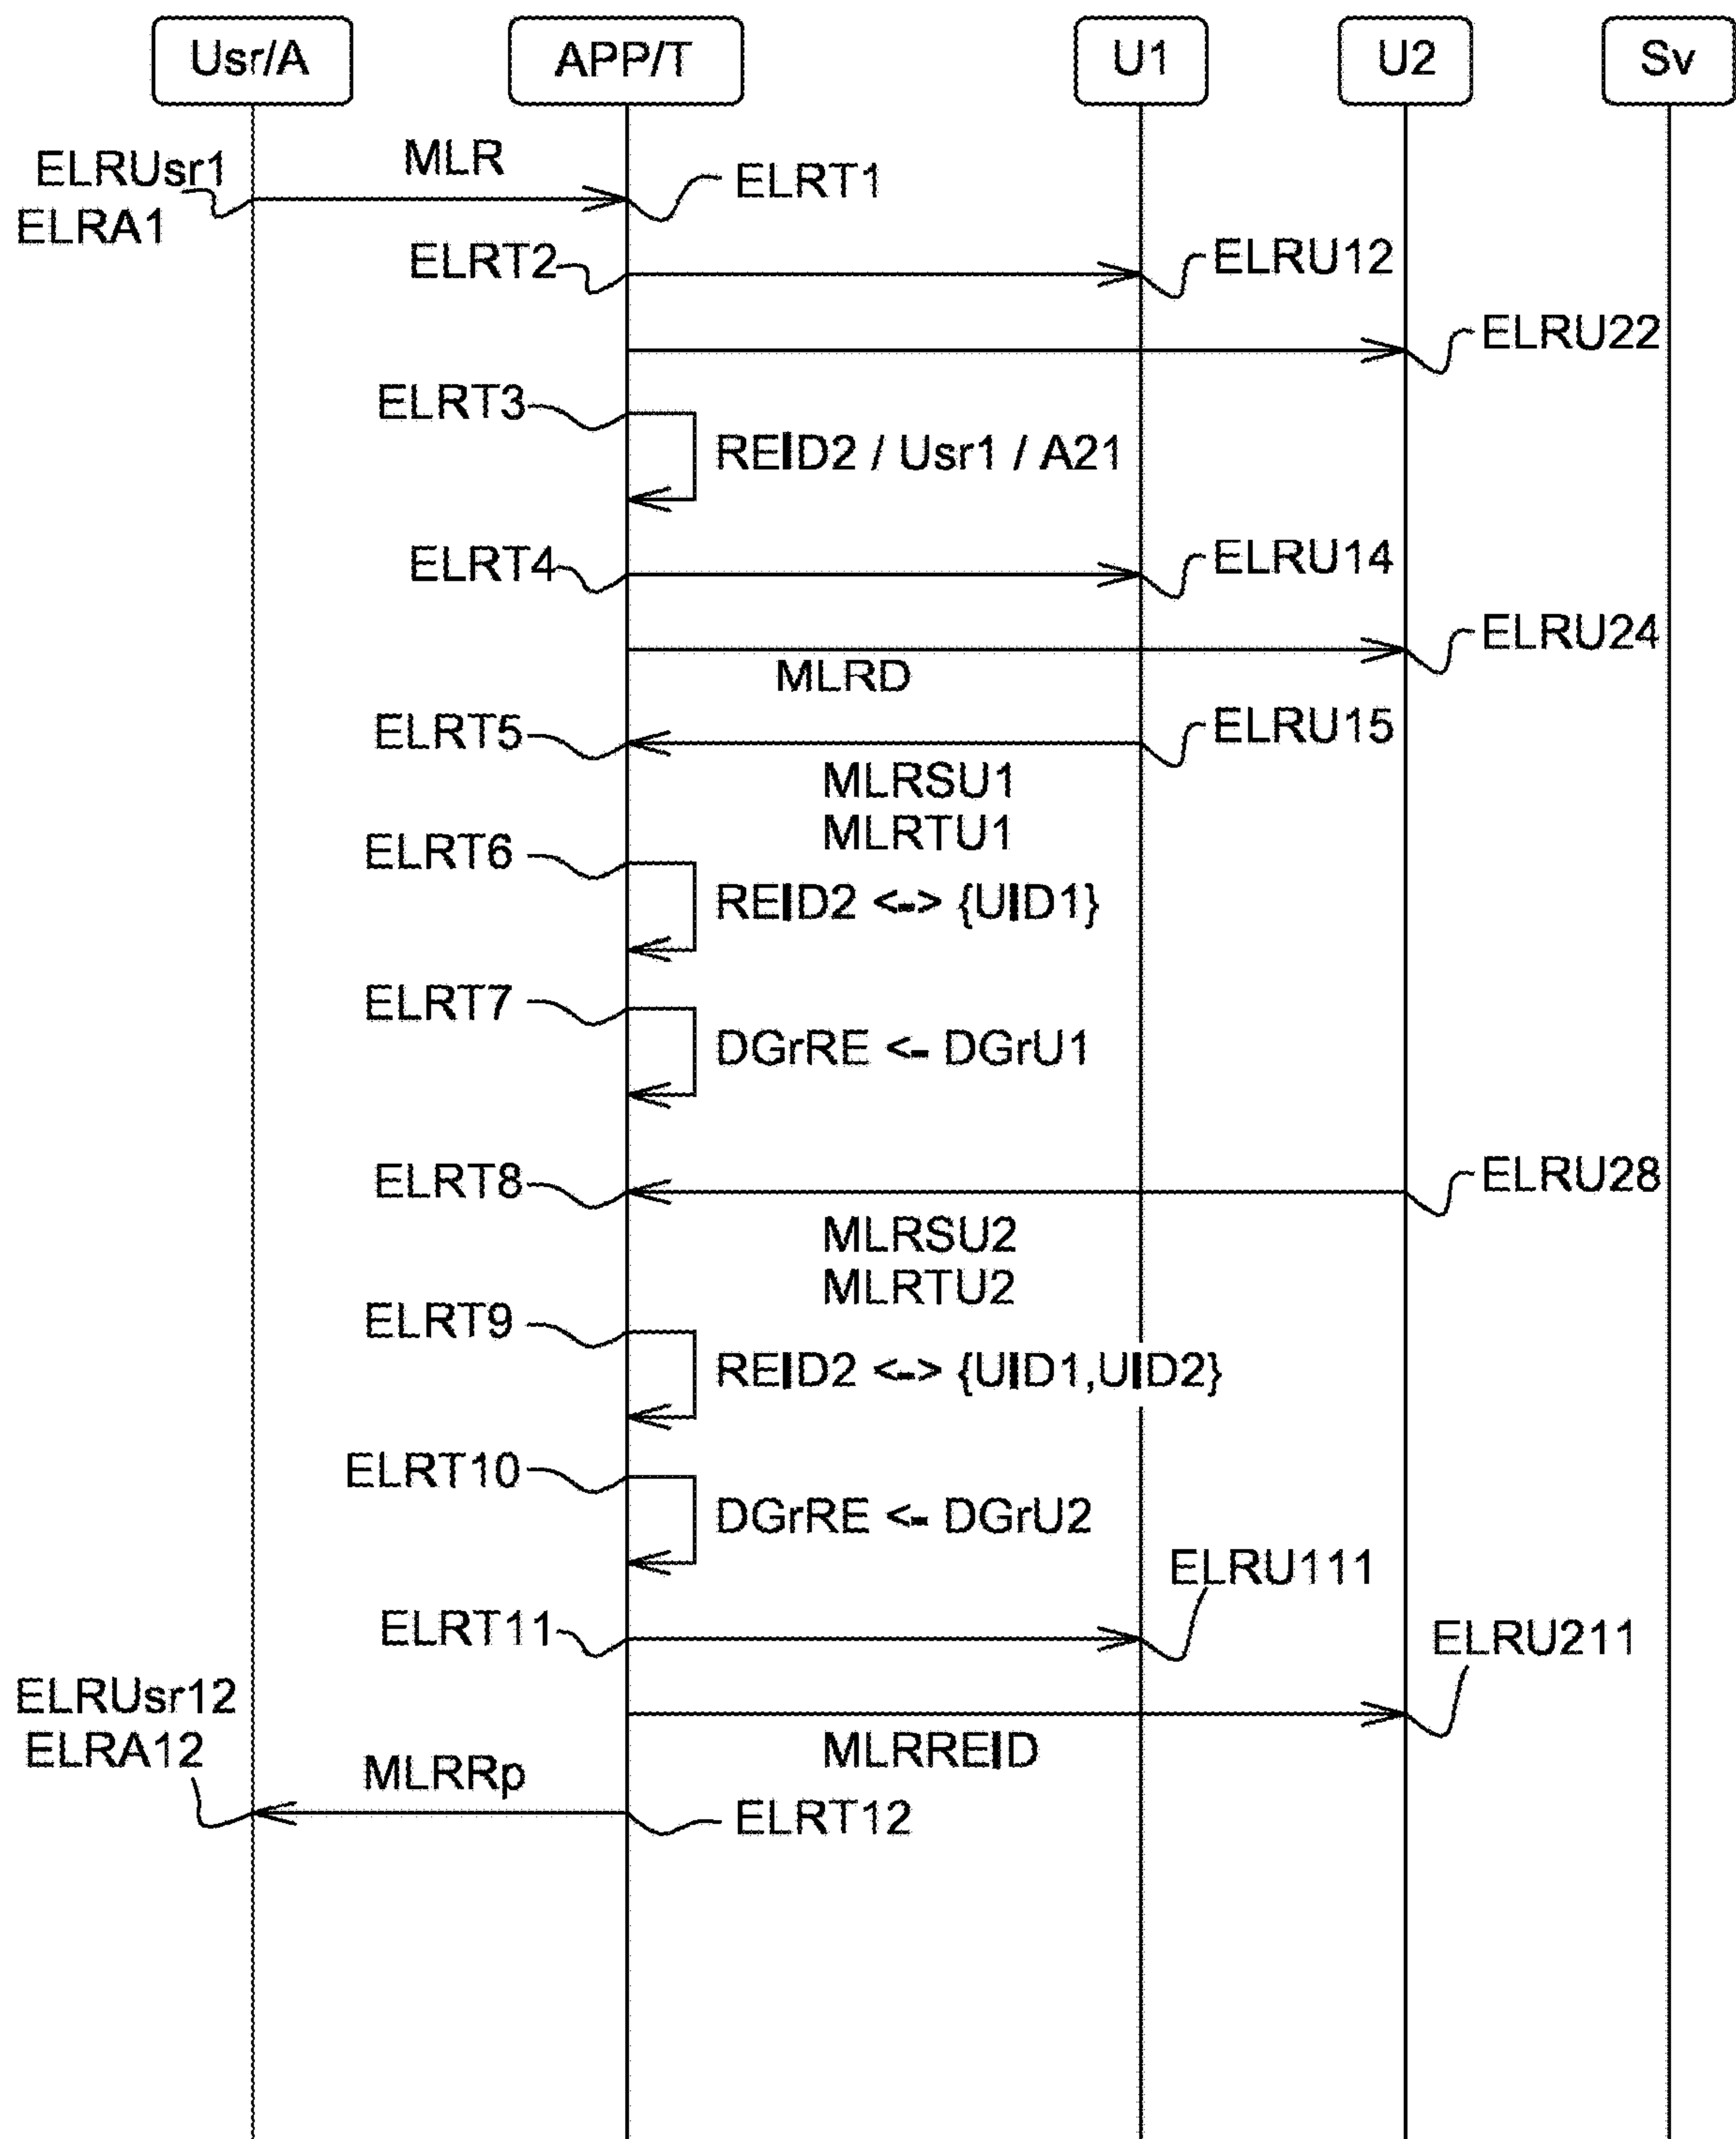 Usr/A
APP/T
U1
U2
Sv
ELRUsr1
ELRA1
MLR
ELRT1
ELRT2
ELRU12
ELRU22
ELRT3
REID2 / Usr1 / A21
ELRT4
ELRU14
ELRU24
MLRD
ELRT5
ELRU15
MLRSU1
MLRTU1
ELRT6
REID2 <-> {UID1}
ELRT7
DGrRE <- DGrU1
ELRT8
ELRU28
MLRSU2
MLRTU2
ELRT9
REID2 <-> {UID1,UID2}
ELRT10
DGrRE <- DGrU2
ELRU111
ELRT11
ELRU211
ELRUsr12
ELRA12
MLRREID
MLRRp
ELRT12